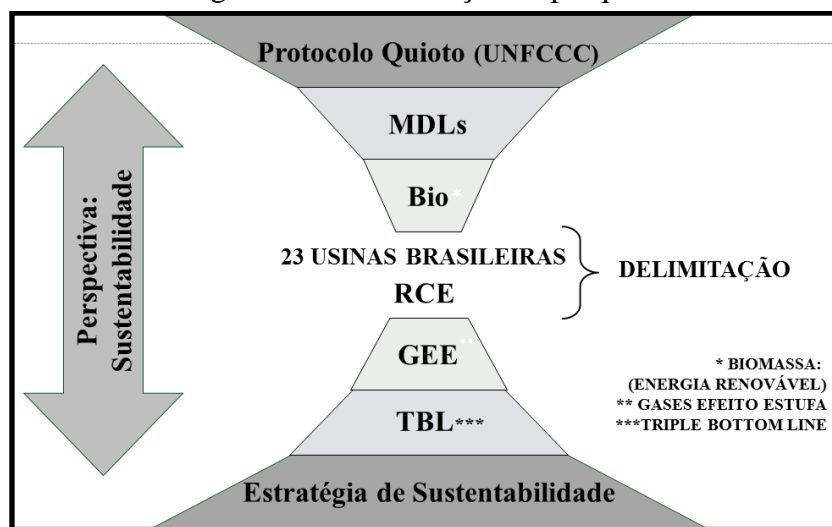 Protocolo Quioto (UNFCCC)
MDLs
Bio*
Perspectiva:
Sustentabilidade
23 USINAS BRASILEIRAS
RCE
DELIMITAÇÃO
GEE**
TBL***
Estratégia de Sustentabilidade
* BIOMASSA:
(ENERGIA RENOVÁVEL)
** GASES EFEITO ESTUFA
***TRIPLE BOTTOM LINE